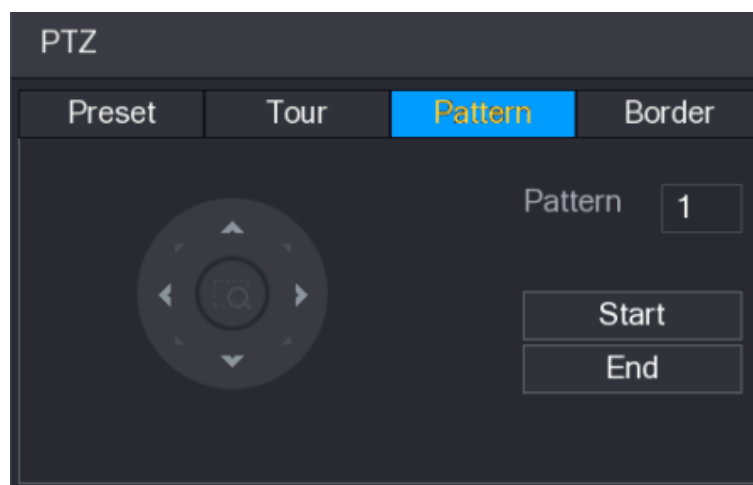 PTZ
Preset Tour Pattern Border
Pattern 1
Start
End